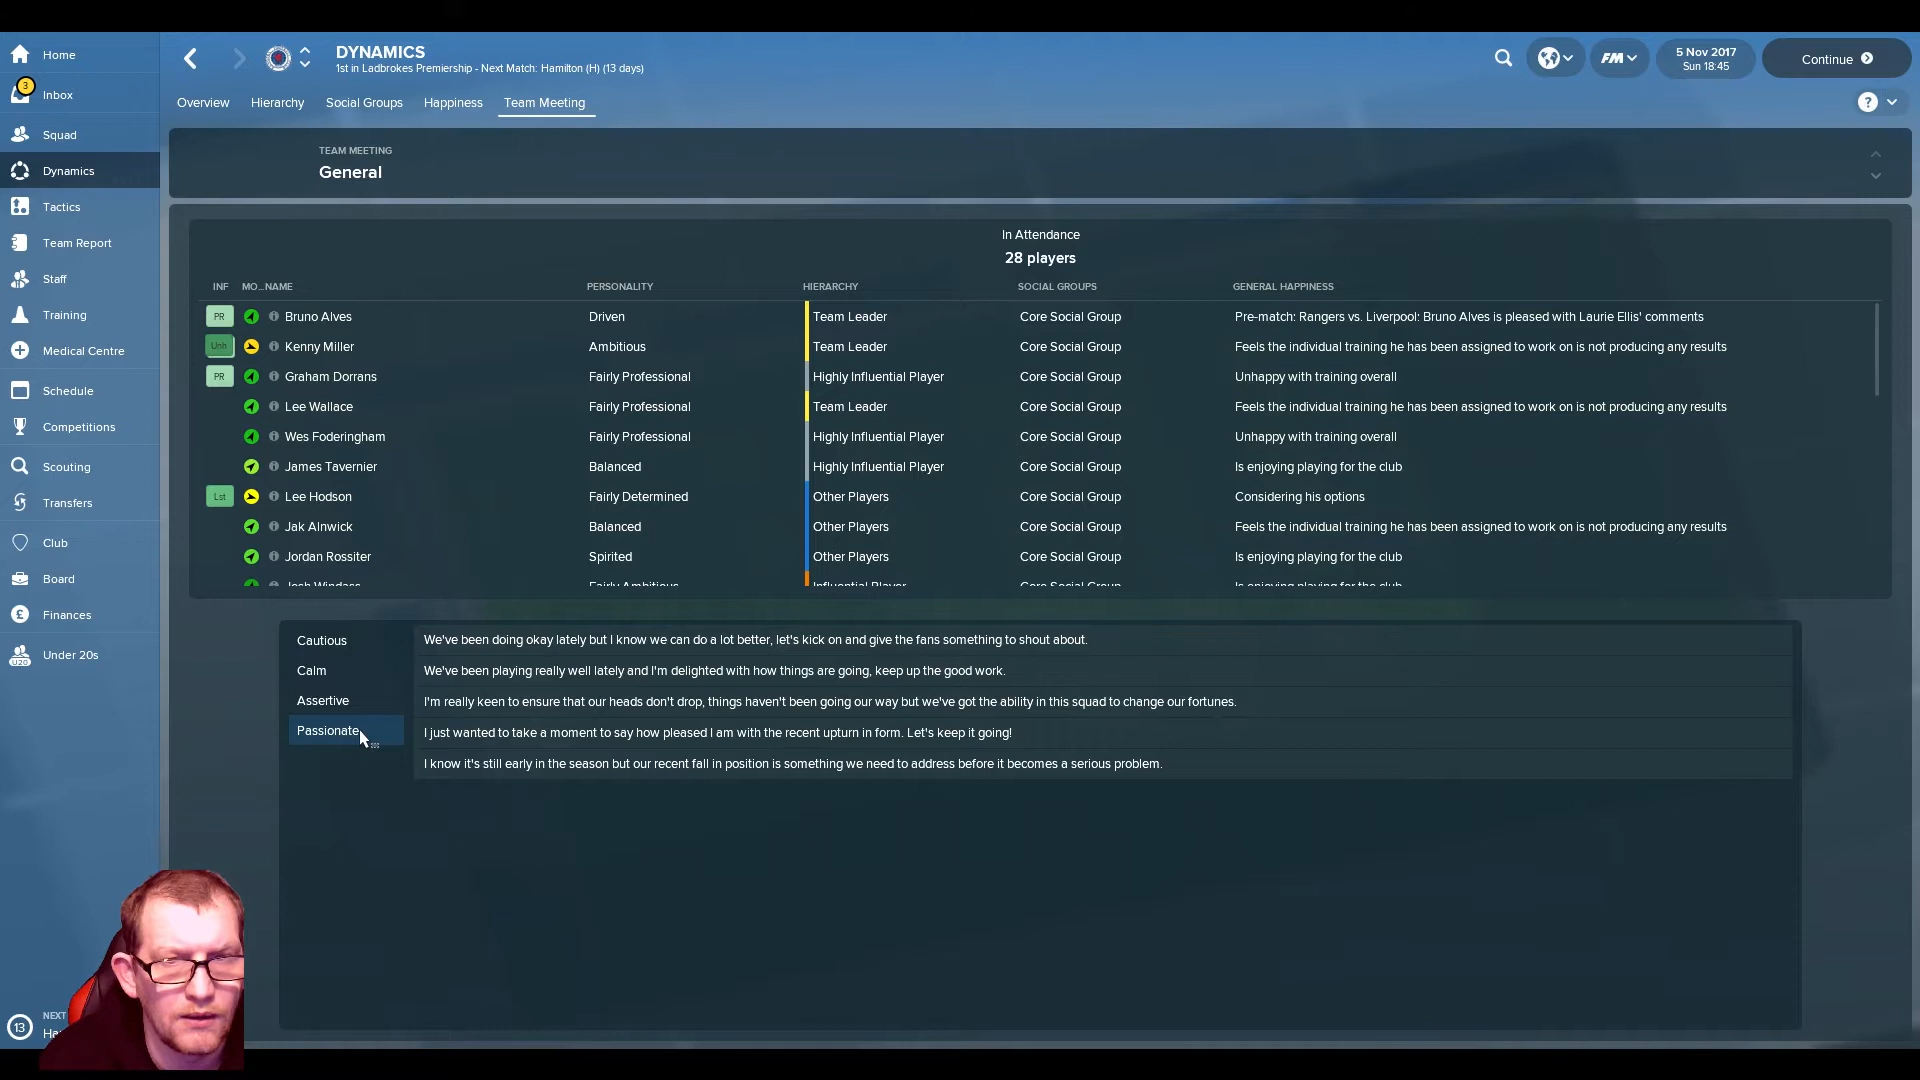 Home
3
Inbox
Squad
Dynamics
Tactics
Team Report
Staff
Training
Medical Centre
Schedule
Competitions
Scouting
Transfers
Club
Board
Finances
U20
Under 20s
13
NEXT
DYNAMICS
1st in Ladbrokes Premiership - Next Match: Hamilton (H) (13 days)
FM
5 Nov 2017
Sun 18:45
Continue
Overview Hierarchy Social Groups Happiness Team Meeting
?
TEAM MEETING
General
In Attendance
28 players
INF MO... NAME PERSONALITY HIERARCHY SOCIAL GROUPS GENERAL HAPPINESS
PR Bruno Alves Driven Team Leader Core Social Group Pre-match: Rangers vs. Liverpool: Bruno Alves is pleased with Laurie Ellis' comments
Unh Kenny Miller Ambitious Team Leader Core Social Group Feels the individual training he has been assigned to work on is not producing any results
PR Graham Dorrans Fairly Professional Highly Influential Player Core Social Group Unhappy with training overall
Lee Wallace Fairly Professional Team Leader Core Social Group Feels the individual training he has been assigned to work on is not producing any results
Wes Foderingham Fairly Professional Highly Influential Player Core Social Group Unhappy with training overall
James Tavernier Balanced Highly Influential Player Core Social Group Is enjoying playing for the club
Lst Lee Hodson Fairly Determined Other Players Core Social Group Considering his options
Jak Alnwick Balanced Other Players Core Social Group Feels the individual training he has been assigned to work on is not producing any results
Jordan Rossiter Spirited Other Players Core Social Group Is enjoying playing for the club
Josh Windass Fairly Ambitious Influential Player Core Social Group Is enjoying playing for the club
Cautious
Calm
Assertive
Passionate
We've been doing okay lately but I know we can do a lot better, let's kick on and give the fans something to shout about.
We've been playing really well lately and I'm delighted with how things are going, keep up the good work.
I'm really keen to ensure that our heads don't drop, things haven't been going our way but we've got the ability in this squad to change our fortunes.
I just wanted to take a moment to say how pleased I am with the recent upturn in form. Let's keep it going!
I know it's still early in the season but our recent fall in position is something we need to address before it becomes a serious problem.